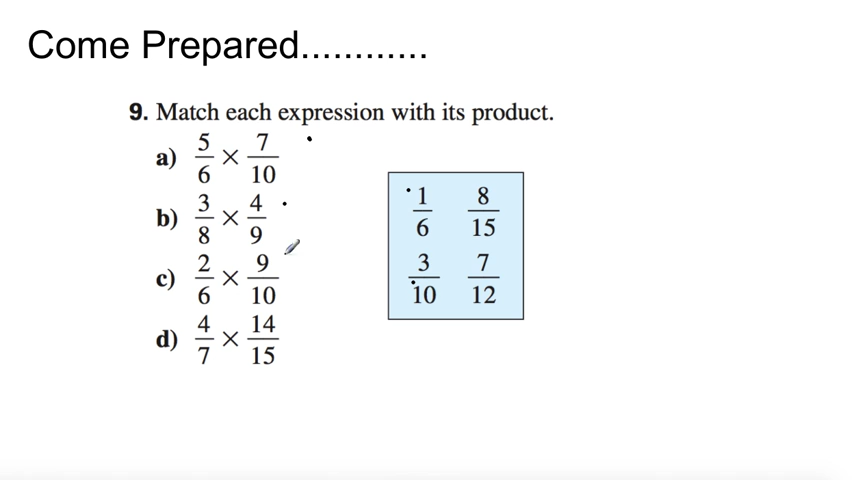 Come Prepared............
9. Match each expression with its product.
a) 5/6 × 7/10
b) 3/8 × 4/9
c) 2/6 × 9/10
d) 4/7 × 14/15
1/6 8/15
3/10 7/12